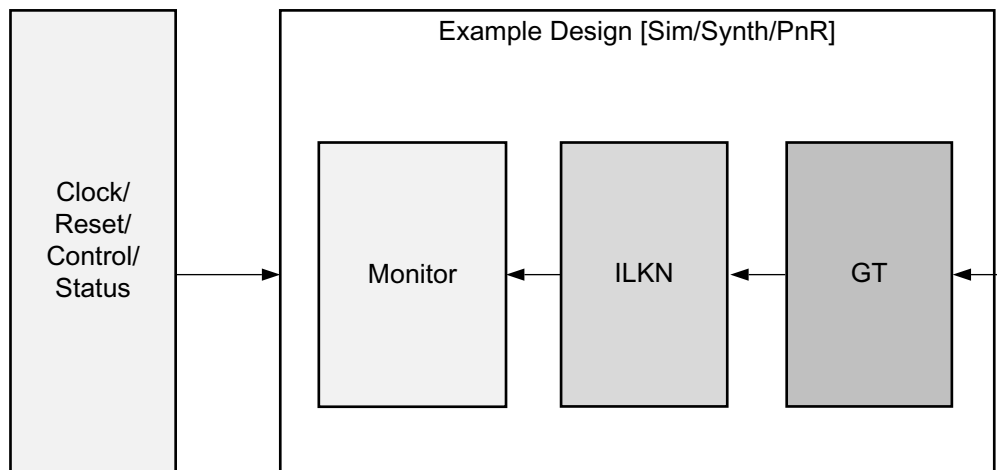 Example Design [Sim/Synth/PnR]
Clock/
Reset/
Control/
Status
Monitor
ILKN
GT